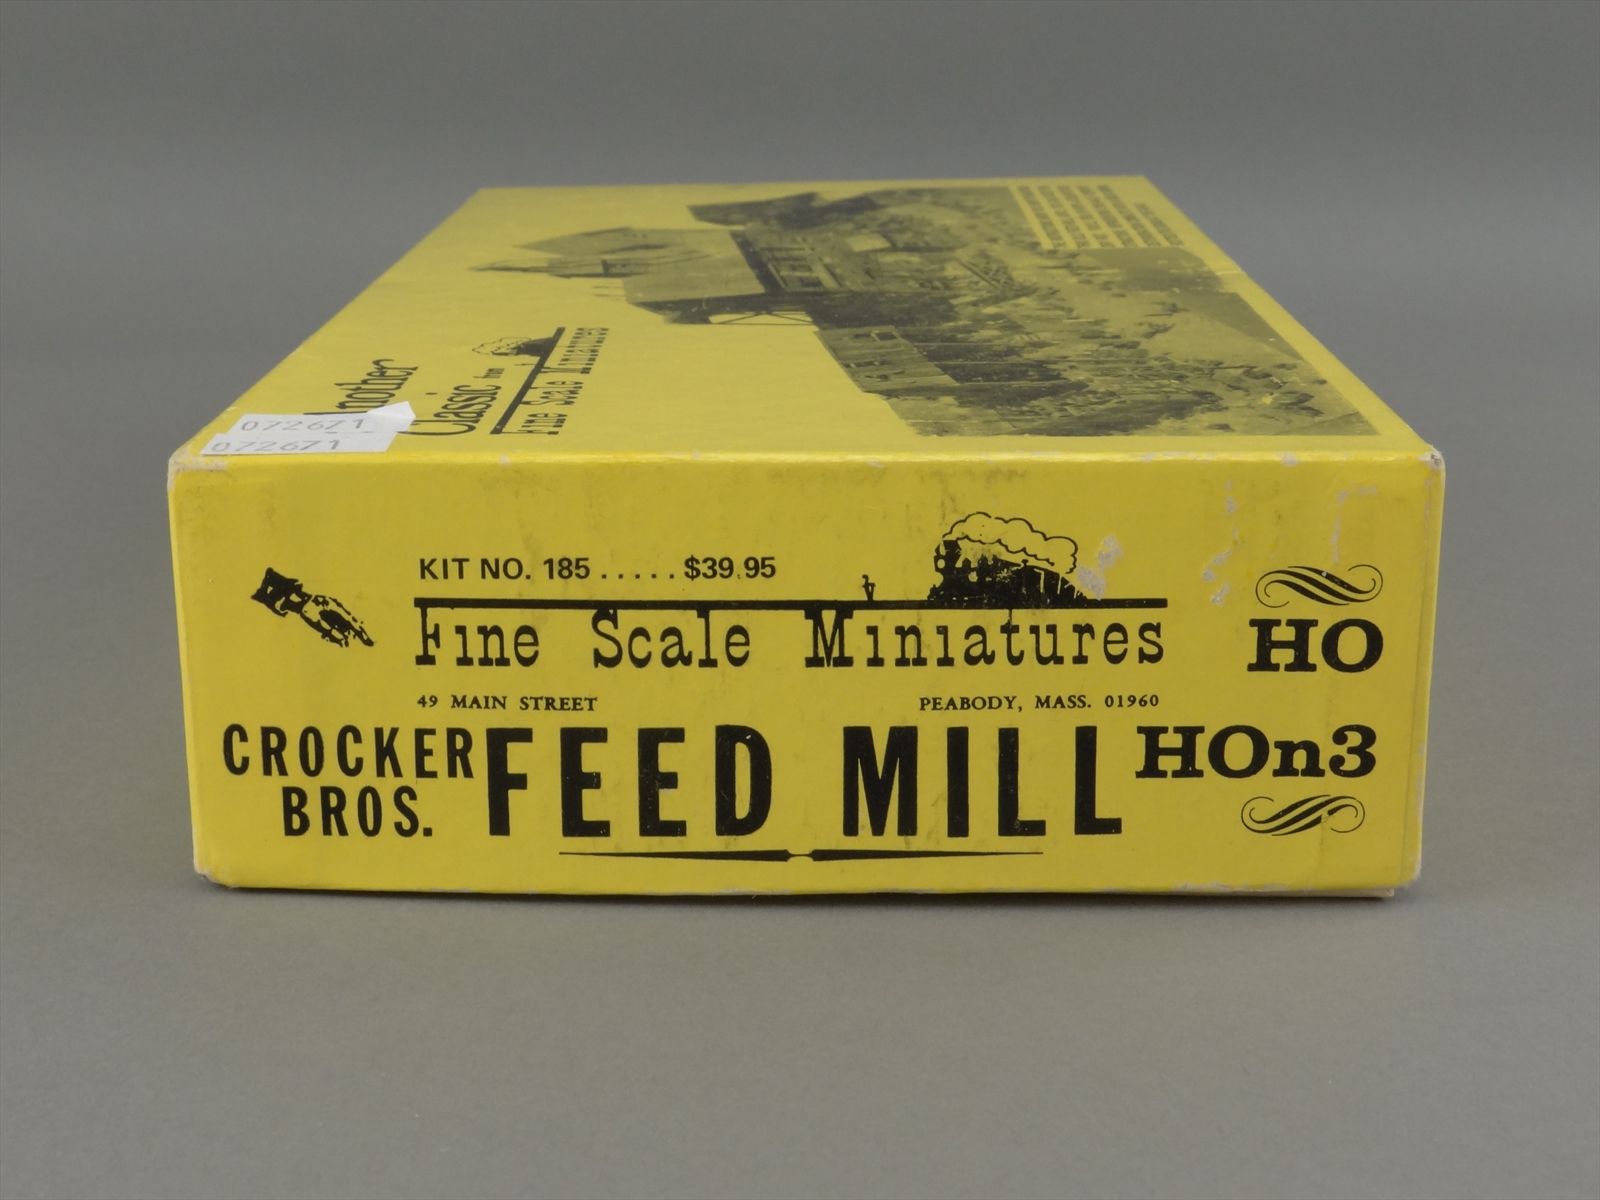 Another
Classic from
Fine Scale Miniatures
072671
072671
KIT NO. 185 . . . . . $39.95
Fine Scale Miniatures
49 MAIN STREET PEABODY, MASS. 01960
CROCKER BROS. FEED MILL
HO
HOn3